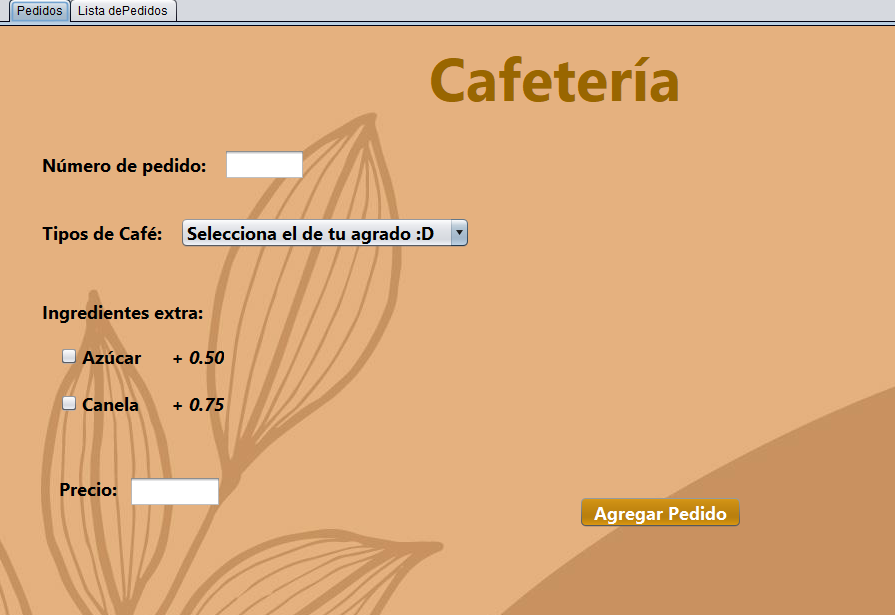 Pedidos Lista dePedidos
Cafetería
Número de pedido:
Tipos de Café: Selecciona el de tu agrado :D
Ingredientes extra:
Azúcar + 0.50
Canela + 0.75
Precio:
Agregar Pedido